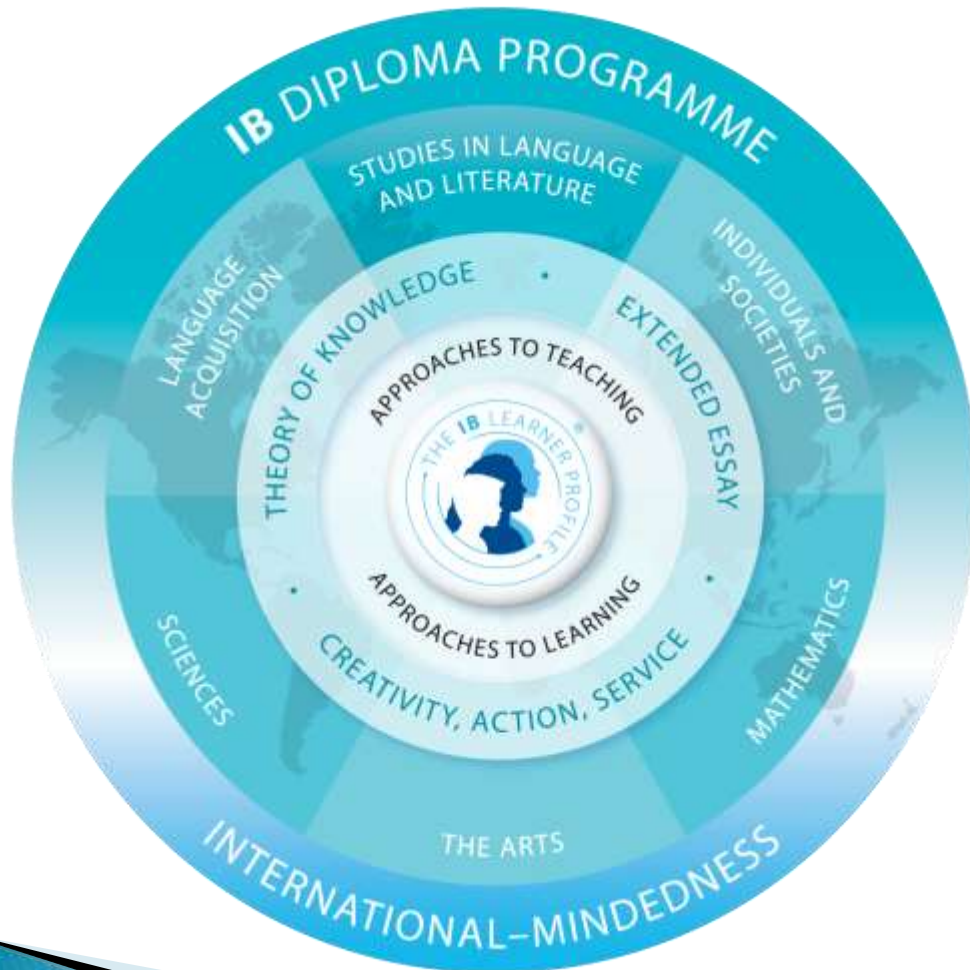 IB DIPLOMA PROGRAMME
STUDIES IN LANGUAGE
AND LITERATURE
LANGUAGE
ACQUISITION
INDIVIDUALS AND
SOCIETIES
THEORY OF KNOWLEDGE
EXTENDED ESSAY
APPROACHES TO TEACHING
THE IB LEARNER PROFILE
®
APPROACHES TO LEARNING
CREATIVITY, ACTION, SERVICE
SCIENCES
MATHEMATICS
THE ARTS
INTERNATIONAL–MINDEDNESS